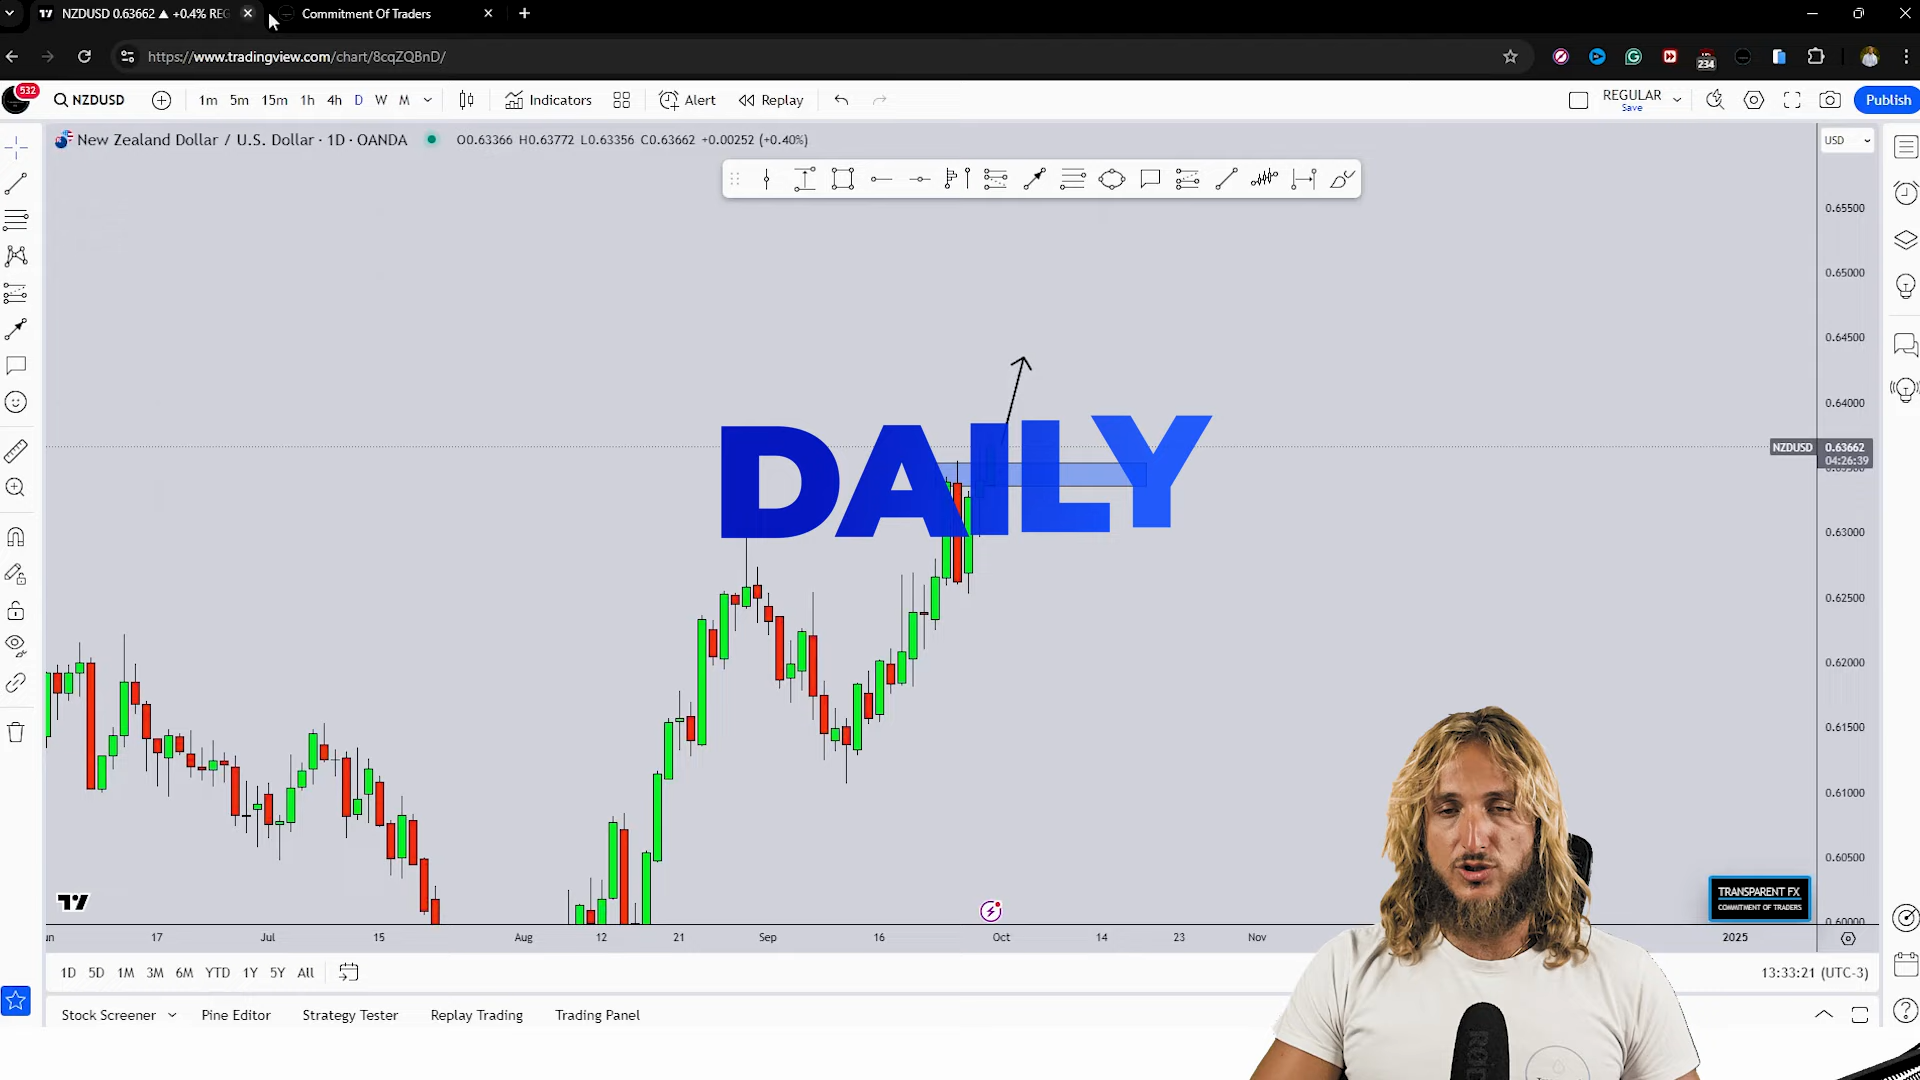 NZDUSD 0.63662 ▲ +0.4% REG
Commitment Of Traders
https://www.tradingview.com/chart/8cqZQBnD/
234
532
NZDUSD
1m 5m 15m 1h 4h D W M
Indicators
Alert
Replay
REGULAR
Save
Publish
New Zealand Dollar / U.S. Dollar · 1D · OANDA
O0.63366 H0.63772 L0.63356 C0.63662 +0.00252 (+0.40%)
USD
0.65500
0.65000
0.64500
0.64000
NZDUSD 0.63662
04:26:39
DAILY
0.63000
0.62500
0.62000
0.61500
0.61000
0.60500
0.60000
TRANSPARENT FX
COMMITMENT OF TRADERS
17 Jul 15 Aug 12 21 Sep 16 Oct 14 23 Nov 2025
1D 5D 1M 3M 6M YTD 1Y 5Y All
13:33:21 (UTC-3)
Stock Screener Pine Editor Strategy Tester Replay Trading Trading Panel